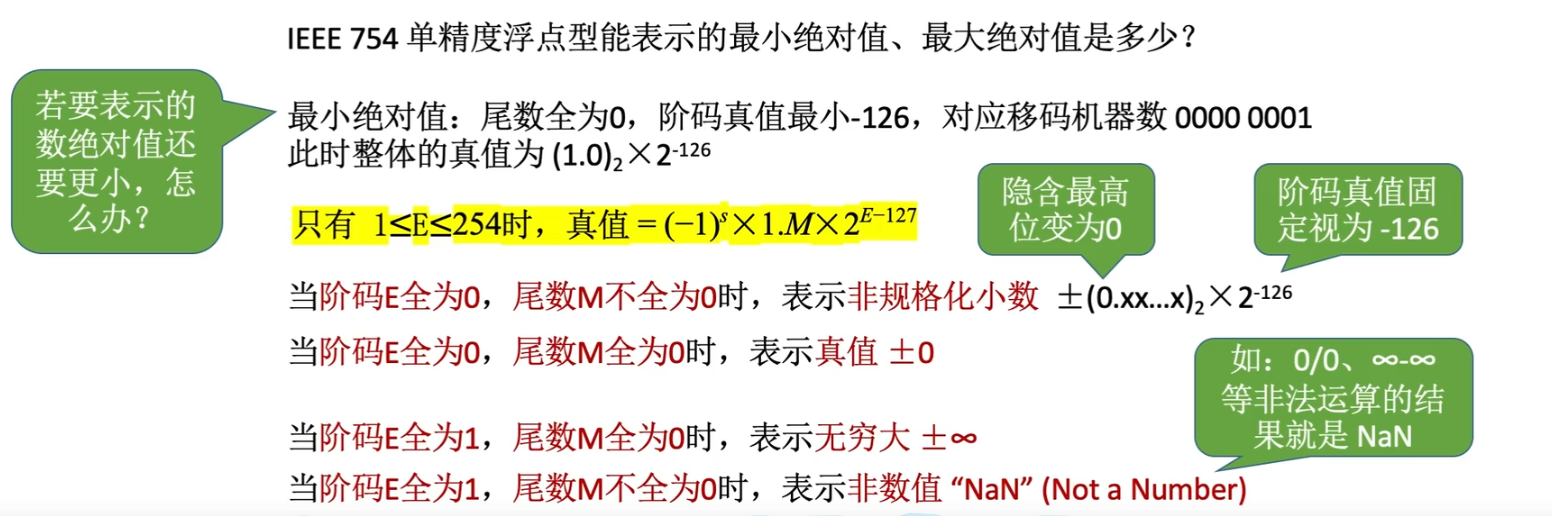 IEEE 754 单精度浮点型能表示的最小绝对值、最大绝对值是多少？
若要表示的
数绝对值还
要更小，怎
么办？
最小绝对值：尾数全为0，阶码真值最小-126，对应移码机器数 0000 0001
此时整体的真值为 (1.0)₂×2⁻¹²⁶
隐含最高
位变为0
阶码真值固
定视为 -126
只有 1≤E≤254时，真值 = (−1)ˢ×1.M×2ᴱ⁻¹²⁷
当阶码E全为0，尾数M不全为0时，表示非规格化小数 ±(0.xx...x)₂×2⁻¹²⁶
当阶码E全为0，尾数M全为0时，表示真值 ±0
如：0/0、∞-∞
等非法运算的结
果就是 NaN
当阶码E全为1，尾数M全为0时，表示无穷大 ±∞
当阶码E全为1，尾数M不全为0时，表示非数值 “NaN” (Not a Number)